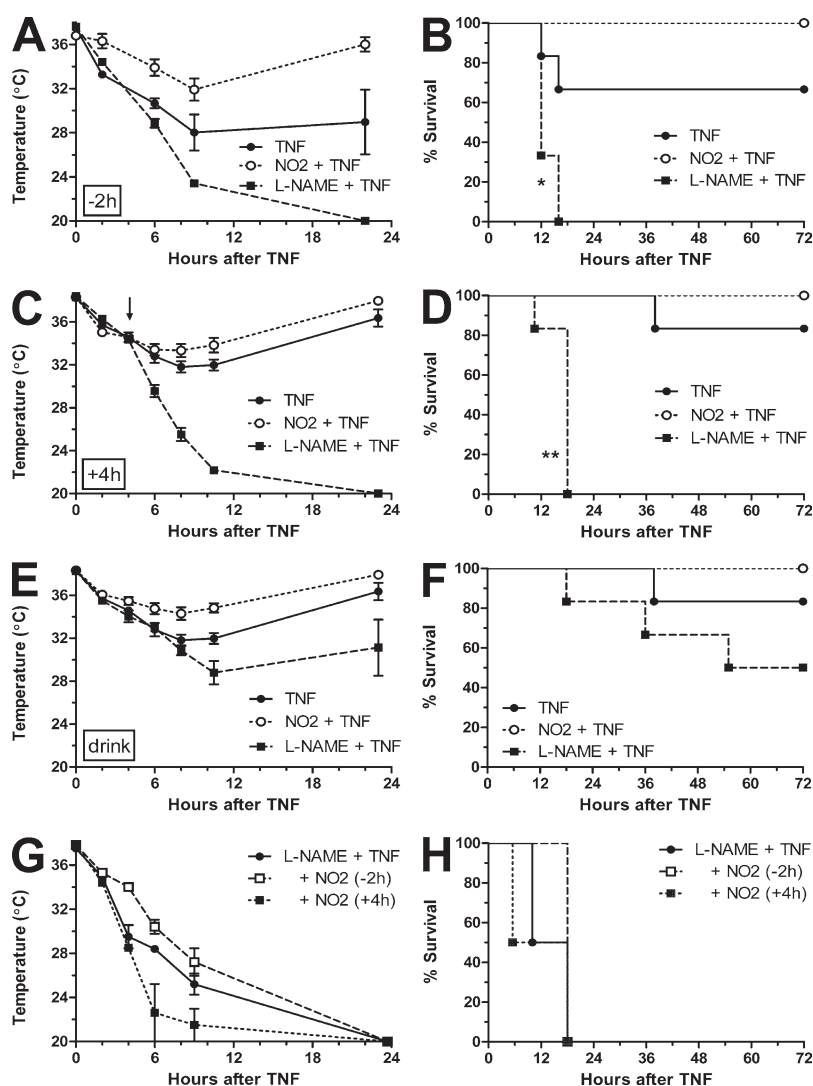 A
Temperature (°C)
36
32
28
24
20
0 6 12 18 24
Hours after TNF
TNF
NO2 + TNF
L-NAME + TNF
-2h
B
% Survival
100
80
60
40
20
0
0 12 24 36 48 60 72
Hours after TNF
TNF
NO2 + TNF
L-NAME + TNF
*
C
Temperature (°C)
36
32
28
24
20
0 6 12 18 24
Hours after TNF
TNF
NO2 + TNF
L-NAME + TNF
+4h
D
% Survival
100
80
60
40
20
0
0 12 24 36 48 60 72
Hours after TNF
TNF
NO2 + TNF
L-NAME + TNF
**
E
Temperature (°C)
36
32
28
24
20
0 6 12 18 24
Hours after TNF
TNF
NO2 + TNF
L-NAME + TNF
drink
F
% Survival
100
80
60
40
20
0
0 12 24 36 48 60 72
Hours after TNF
TNF
NO2 + TNF
L-NAME + TNF
G
Temperature (°C)
36
32
28
24
20
0 6 12 18 24
Hours after TNF
L-NAME + TNF
+ NO2 (-2h)
+ NO2 (+4h)
H
% Survival
100
80
60
40
20
0
0 12 24 36 48 60 72
Hours after TNF
L-NAME + TNF
+ NO2 (-2h)
+ NO2 (+4h)